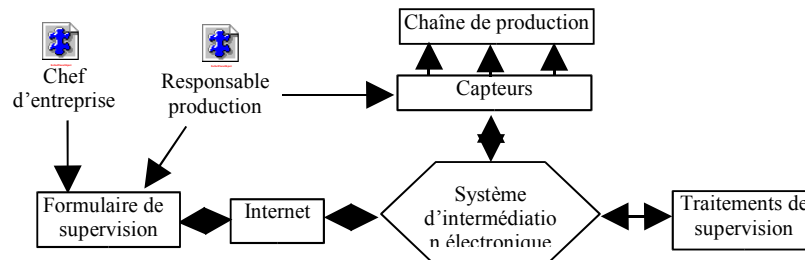 Chaîne de production
Chef
d’entreprise
Responsable
production
Capteurs
Formulaire de
supervision
Internet
Système
d’intermédiatio
n électronique
Traitements de
supervision